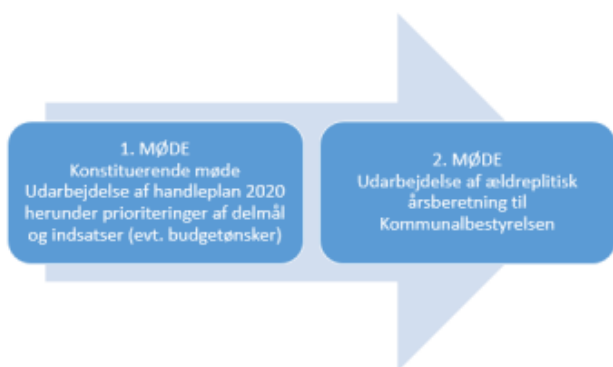 1. MØDE
Konstituerende møde
Udarbejdelse af handleplan 2020
herunder prioriteringer af delmål
og indsatser (evt. budgetønsker)
2. MØDE
Udarbejdelse af ældreplitisk
årsberetning til
Kommunalbestyrelsen